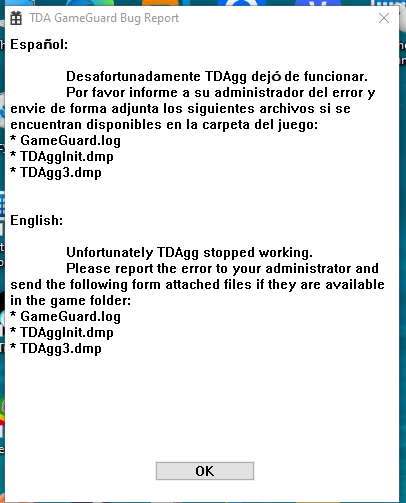 TDA GameGuard Bug Report
Español:
Desafortunadamente TDAgg dejó de funcionar.
Por favor informe a su administrador del error y
envie de forma adjunta los siguientes archivos si se
encuentran disponibles en la carpeta del juego:
* GameGuard.log
* TDAggInit.dmp
* TDAgg3.dmp
English:
Unfortunately TDAgg stopped working.
Please report the error to your administrator and
send the following form attached files if they are available
in the game folder:
* GameGuard.log
* TDAggInit.dmp
* TDAgg3.dmp
OK